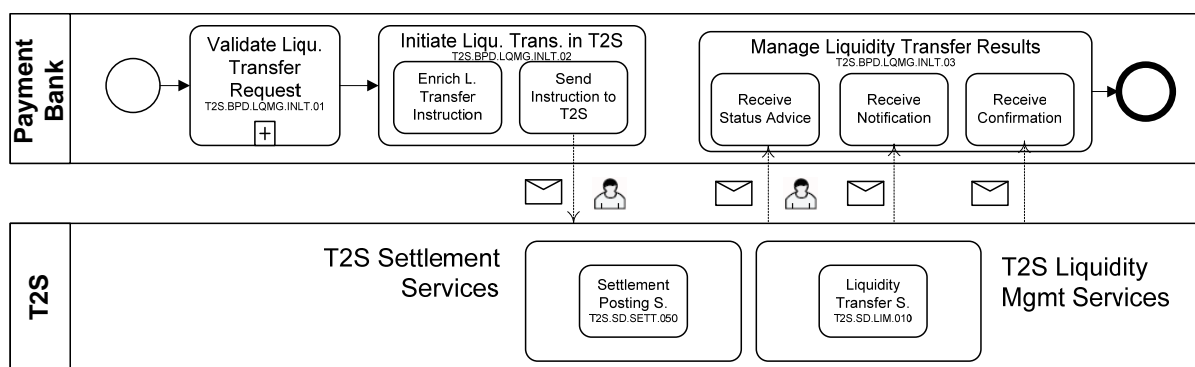 Payment
Bank
Validate Liqu.
Transfer
Request
T2S.BPD.LQMG.INLT.01
+
Initiate Liqu. Trans. in T2S
T2S.BPD.LQMG.INLT.02
Enrich L.
Transfer
Instruction
Send
Instruction to
T2S
Manage Liquidity Transfer Results
T2S.BPD.LQMG.INLT.03
Receive
Status Advice
Receive
Notification
Receive
Confirmation
T2S
T2S Settlement
Services
Settlement
Posting S.
T2S.SD.SETT.050
Liquidity
Transfer S.
T2S.SD.LIM.010
T2S Liquidity
Mgmt Services